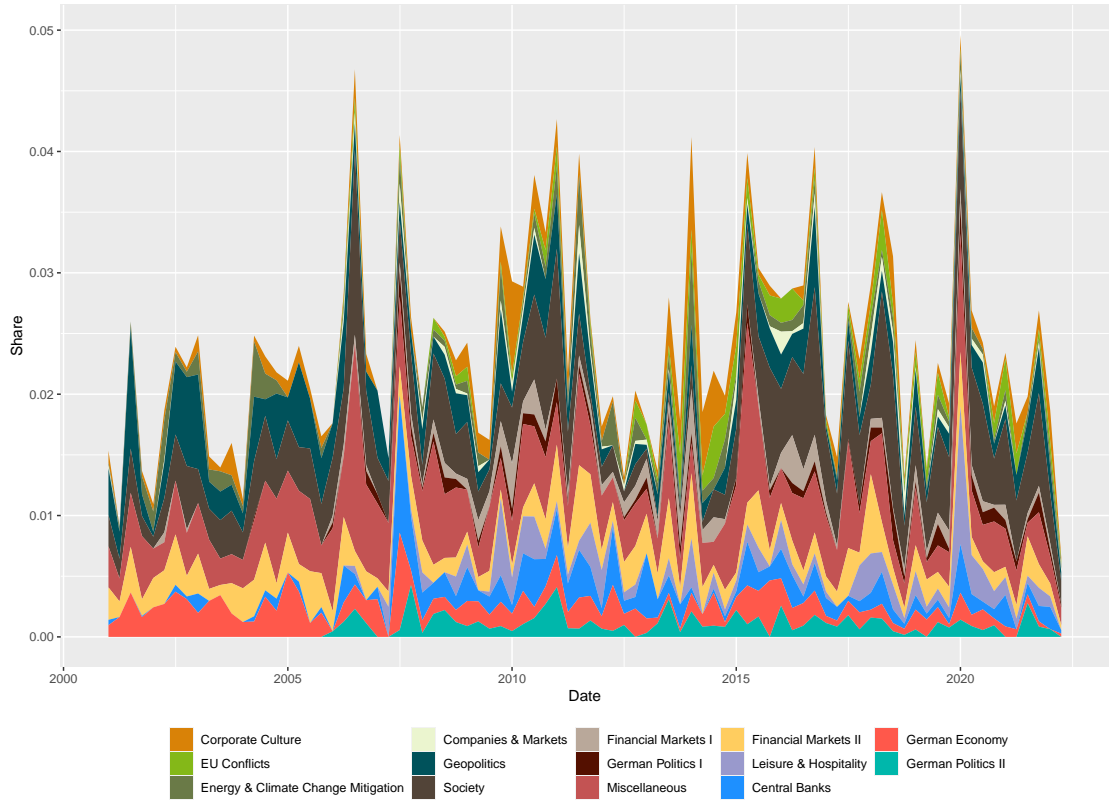 0.05
0.04
0.03
0.02
0.01
0.00
Share
2000 2005 2010 2015 2020
Date
Corporate Culture Companies & Markets Financial Markets I Financial Markets II German Economy
EU Conflicts Geopolitics German Politics I Leisure & Hospitality German Politics II
Energy & Climate Change Mitigation Society Miscellaneous Central Banks